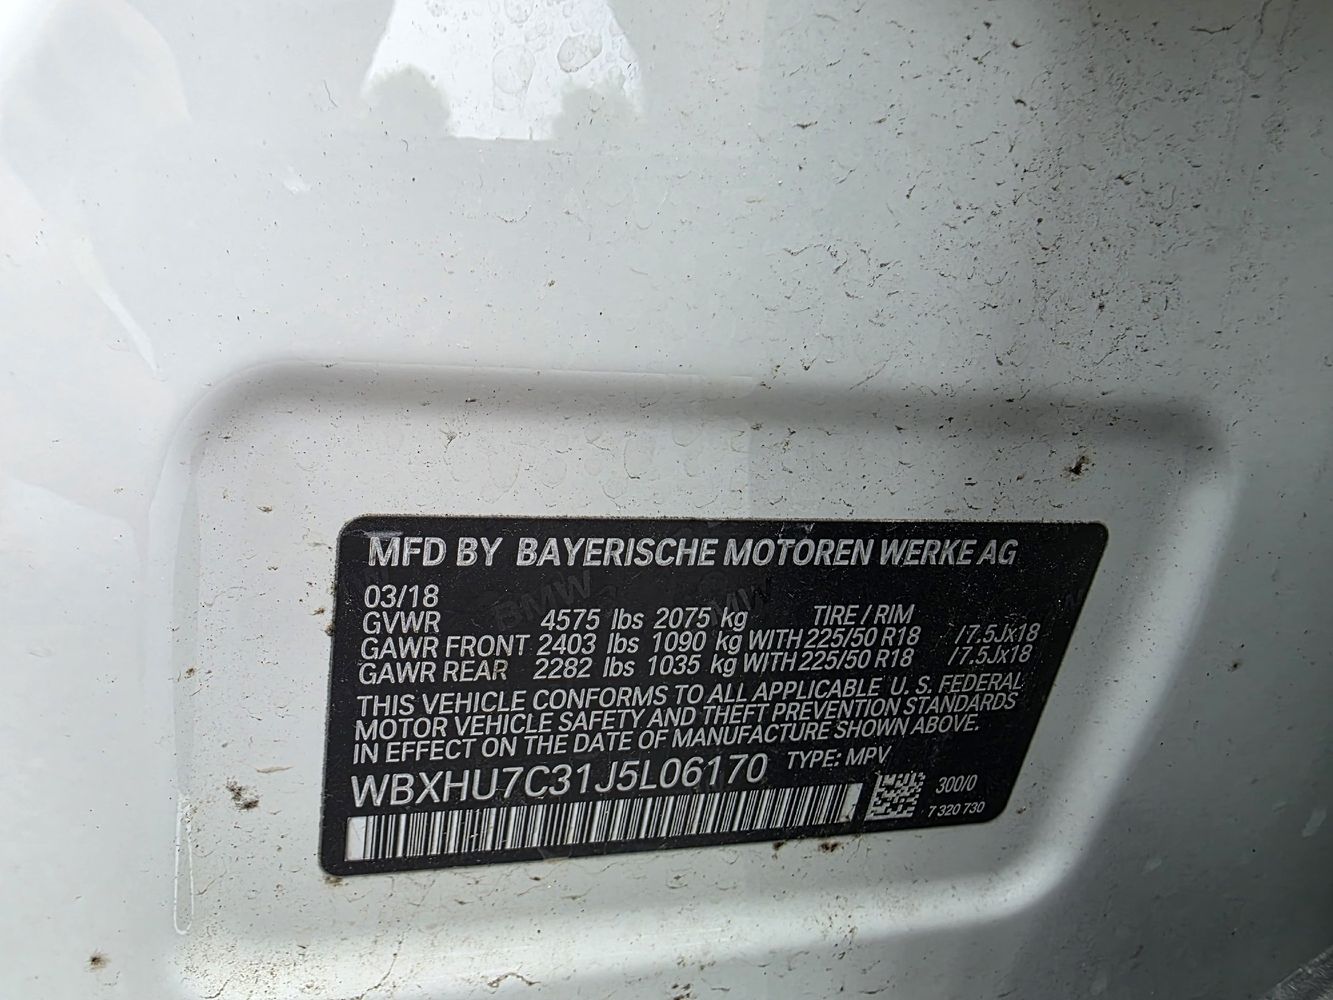 MFD BY BAYERISCHE MOTOREN WERKE AG
03/18
GVWR 4575 lbs 2075 kg TIRE / RIM
GAWR FRONT 2403 lbs 1090 kg WITH 225/50 R18 / 7.5Jx18
GAWR REAR 2282 lbs 1035 kg WITH 225/50 R18 / 7.5Jx18
THIS VEHICLE CONFORMS TO ALL APPLICABLE U. S. FEDERAL
MOTOR VEHICLE SAFETY AND THEFT PREVENTION STANDARDS
IN EFFECT ON THE DATE OF MANUFACTURE SHOWN ABOVE.
WBXHU7C31J5L06170 TYPE: MPV
300/0
7 320 730